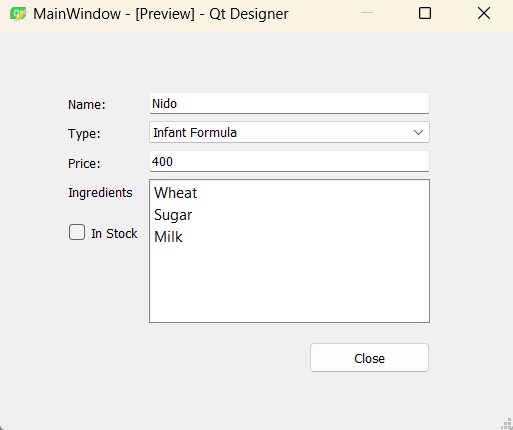 MainWindow - [Preview] - Qt Designer
Name: Nido
Type: Infant Formula
Price: 400
Ingredients
Wheat
Sugar
Milk
In Stock
Close